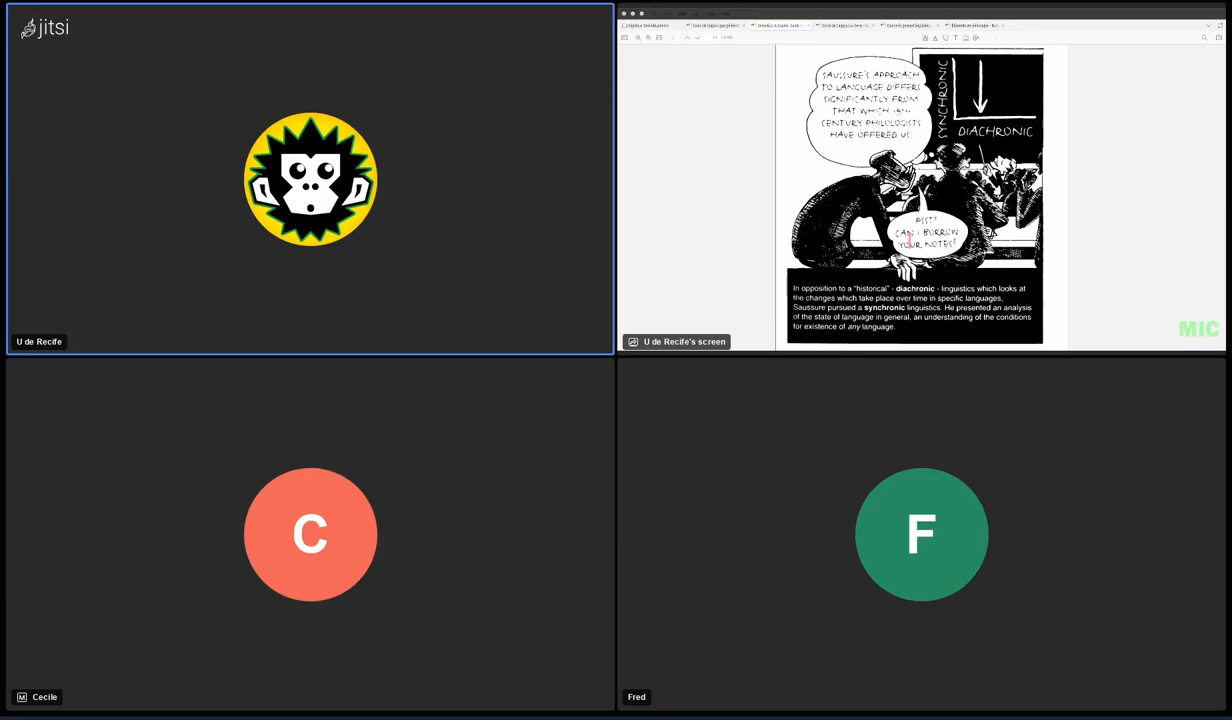 jitsi
U de Recife
SAUSSURE'S APPROACH
TO LANGUAGE DIFFERS
SIGNIFICANTLY FROM
THAT WHICH 19TH
CENTURY PHILOLOGISTS
HAVE OFFERED US
SYNCHRONIC
DIACHRONIC
PSST!
CAN I BORROW
YOUR NOTES?
In opposition to a "historical" - diachronic - linguistics which looks at
the changes which take place over time in specific languages,
Saussure pursued a synchronic linguistics. He presented an analysis
of the state of language in general, an understanding of the conditions
for existence of any language.
MIC
U de Recife's screen
C
M Cecile
F
Fred